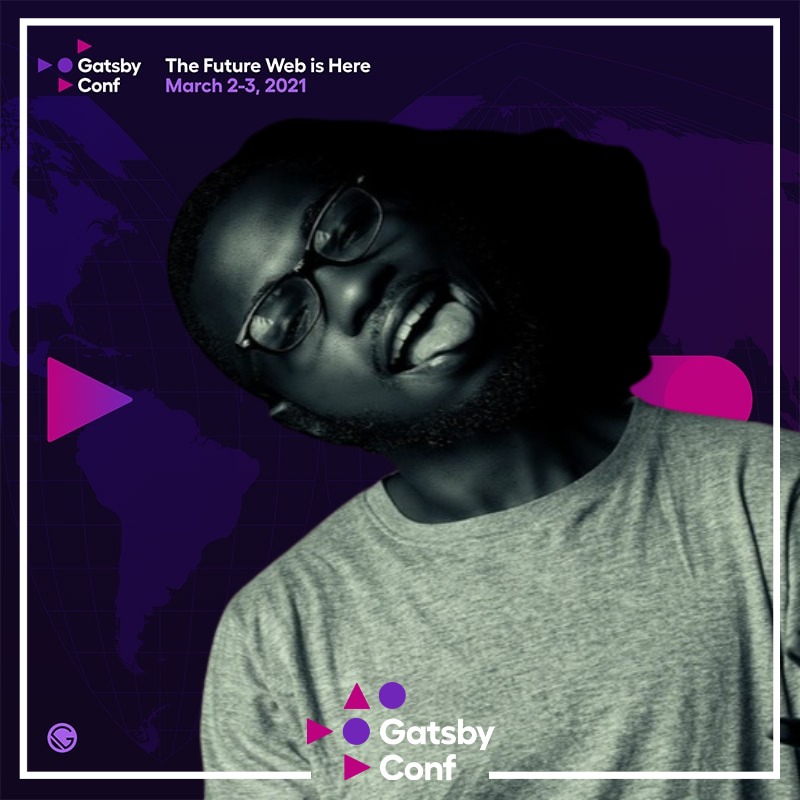 Gatsby
Conf
The Future Web is Here
March 2-3, 2021
Gatsby
Conf